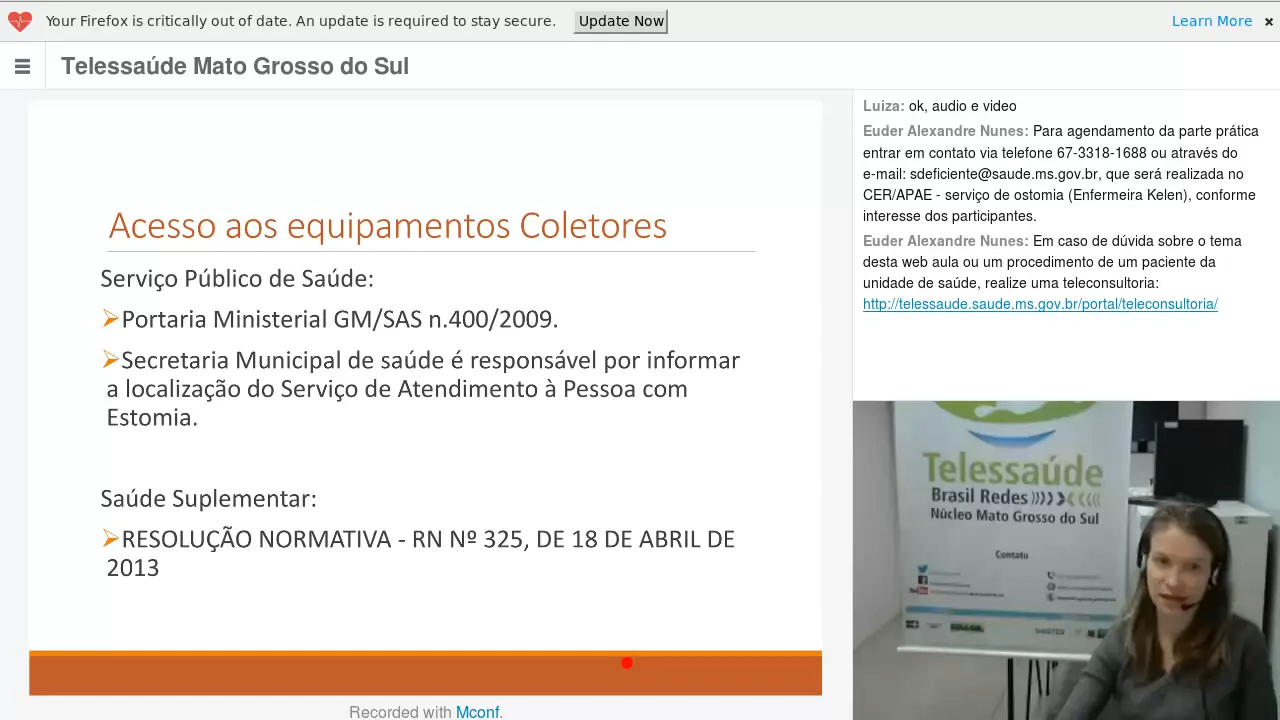 Your Firefox is critically out of date. An update is required to stay secure. Update Now Learn More ×
Telessaúde Mato Grosso do Sul
Acesso aos equipamentos Coletores
Serviço Público de Saúde:
Portaria Ministerial GM/SAS n.400/2009.
Secretaria Municipal de saúde é responsável por informar
a localização do Serviço de Atendimento à Pessoa com
Estomia.
Saúde Suplementar:
RESOLUÇÃO NORMATIVA - RN Nº 325, DE 18 DE ABRIL DE
2013
Recorded with Mconf.
Luiza: ok, audio e video
Euder Alexandre Nunes: Para agendamento da parte prática
entrar em contato via telefone 67-3318-1688 ou através do
e-mail: sdeficiente@saude.ms.gov.br, que será realizada no
CER/APAE - serviço de ostomia (Enfermeira Kelen), conforme
interesse dos participantes.
Euder Alexandre Nunes: Em caso de dúvida sobre o tema
desta web aula ou um procedimento de um paciente da
unidade de saúde, realize uma teleconsultoria:
http://telessaude.saude.ms.gov.br/portal/teleconsultoria/
Telessaúde
Brasil Redes
Núcleo Mato Grosso do Sul
Contato